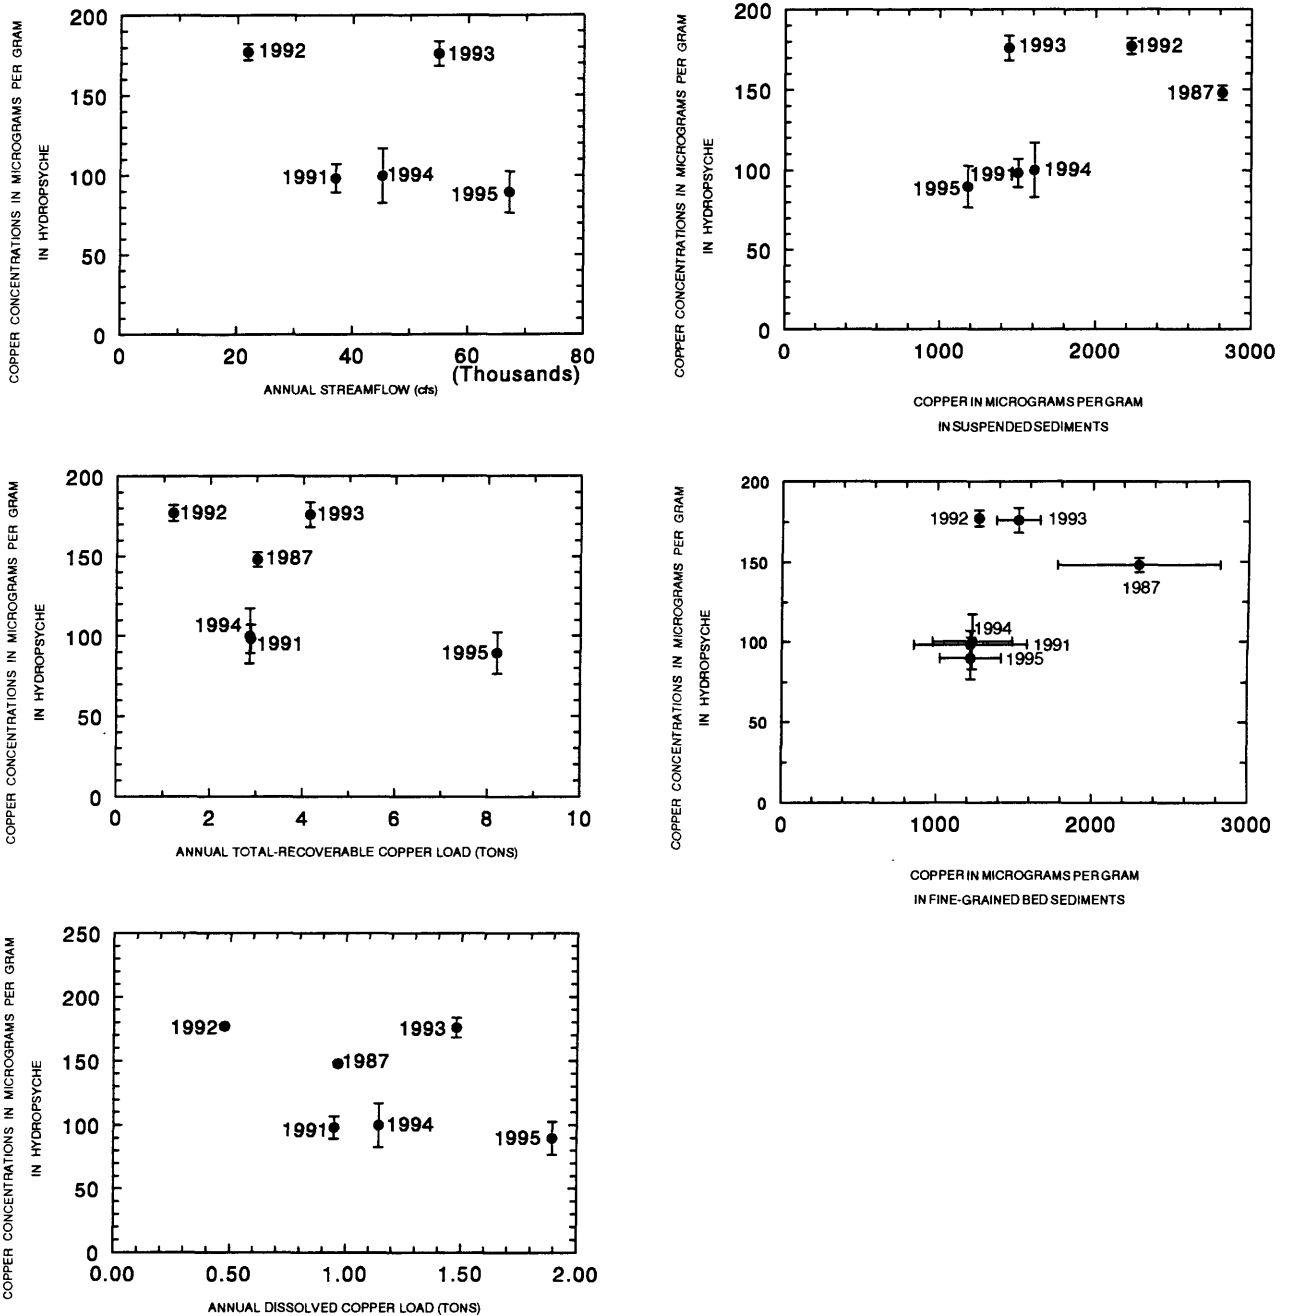 COPPER CONCENTRATIONS IN MICROGRAMS PER GRAM
IN HYDROPSYCHE
200
150
100
50
0
1992
1993
1991
1994
1995
0 20 40 60 80
(Thousands)
ANNUAL STREAMFLOW (cfs)
COPPER CONCENTRATIONS IN MICROGRAMS PER GRAM
IN HYDROPSYCHE
200
150
100
50
0
1993
1992
1987
1995
1991
1994
0 1000 2000 3000
COPPER IN MICROGRAMS PER GRAM
IN SUSPENDED SEDIMENTS
COPPER CONCENTRATIONS IN MICROGRAMS PER GRAM
IN HYDROPSYCHE
200
150
100
50
0
1992
1993
1987
1994
1991
1995
0 2 4 6 8 10
ANNUAL TOTAL-RECOVERABLE COPPER LOAD (TONS)
COPPER CONCENTRATIONS IN MICROGRAMS PER GRAM
IN HYDROPSYCHE
200
150
100
50
0
1992
1993
1987
1994
1991
1995
0 1000 2000 3000
COPPER IN MICROGRAMS PER GRAM
IN FINE-GRAINED BED SEDIMENTS
COPPER CONCENTRATIONS IN MICROGRAMS PER GRAM
IN HYDROPSYCHE
250
200
150
100
50
0
1992
1993
1987
1991
1994
1995
0.00 0.50 1.00 1.50 2.00
ANNUAL DISSOLVED COPPER LOAD (TONS)